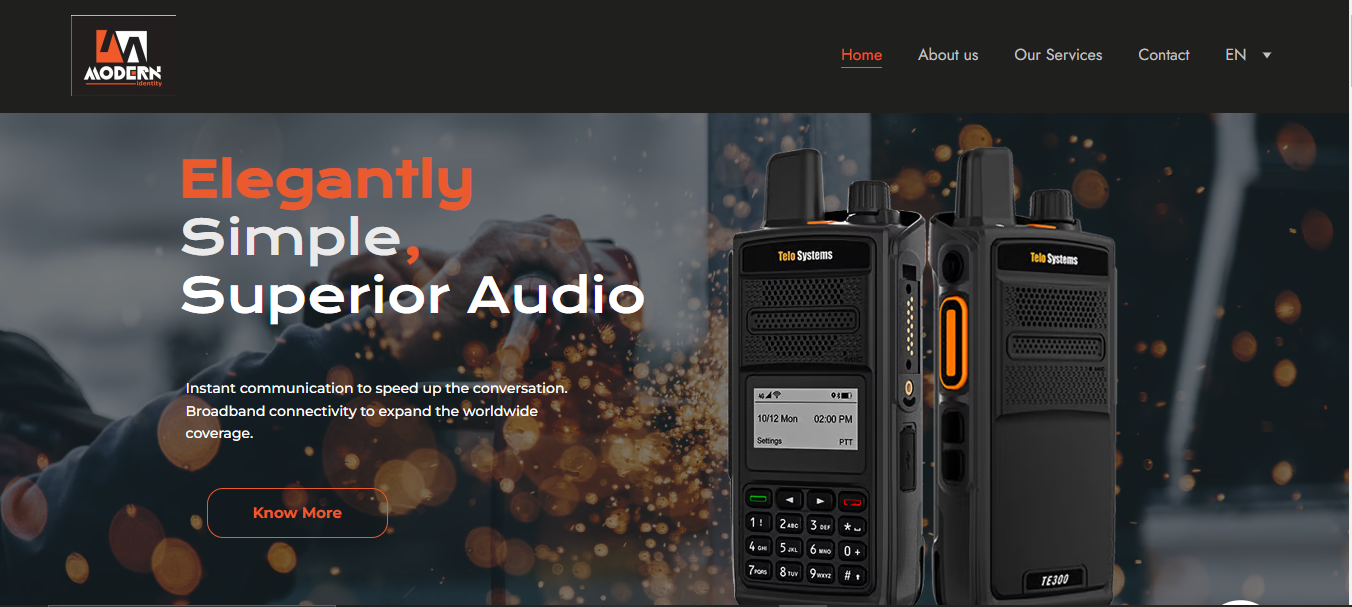 MODERN
identity
Home
About us
Our Services
Contact
EN
Elegantly
Simple,
Superior Audio
Instant communication to speed up the conversation.
Broadband connectivity to expand the worldwide
coverage.
Know More
Telo Systems
4G
10/12 Mon 02:00 PM
Settings PTT
1 !
2 ABC
3 DEF
*
4 GHI
5 JKL
6 MNO
0 +
7 PQRS
8 TUV
9 WXYZ
#
Telo Systems
MIC
TE300